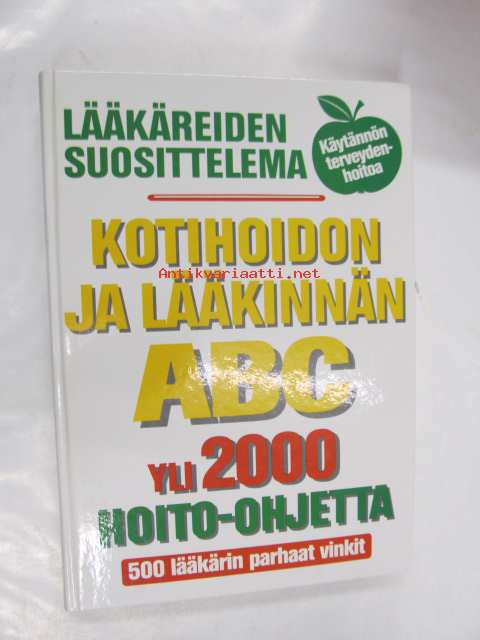 LÄÄKÄREIDEN
SUOSITTELEMA
Käytännön
terveyden-
hoitoa
KOTIHOIDON
Antikvariaatti.net
JA LÄÄKINNÄN
ABC
YLI 2000
HOITO-OHJETTA
500 lääkärin parhaat vinkit